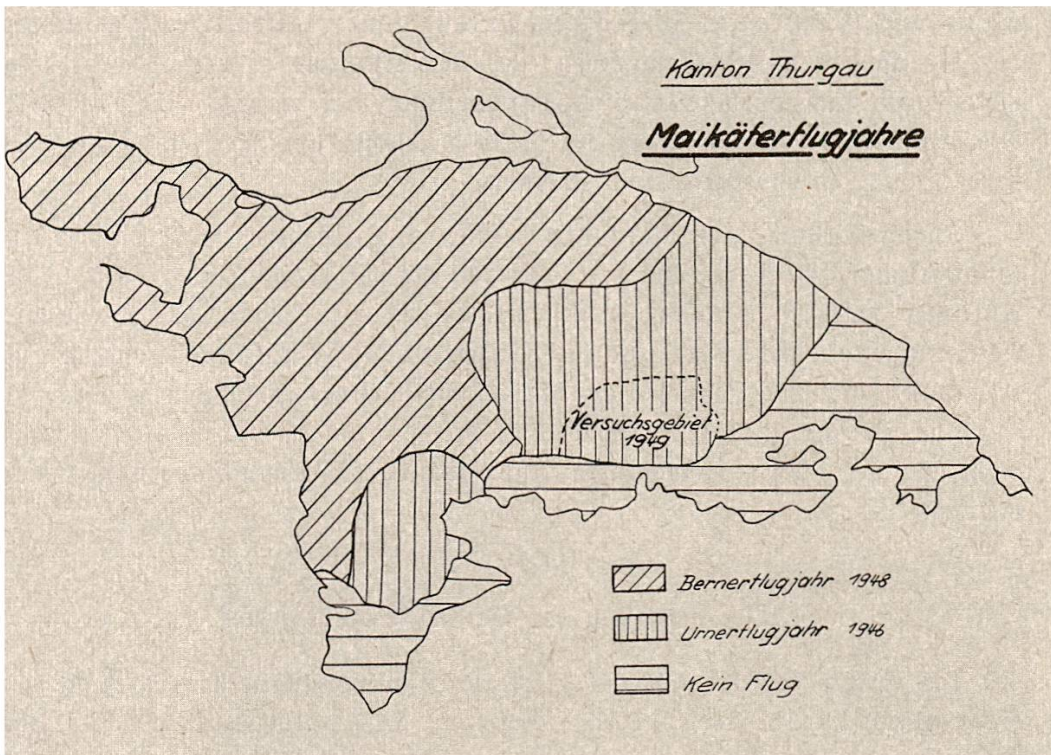 Kanton Thurgau
Maikäferflugjahre
Versuchsgebiet
1949
Bernerflugjahr 1948
Urnerflugjahr 1946
Kein Flug